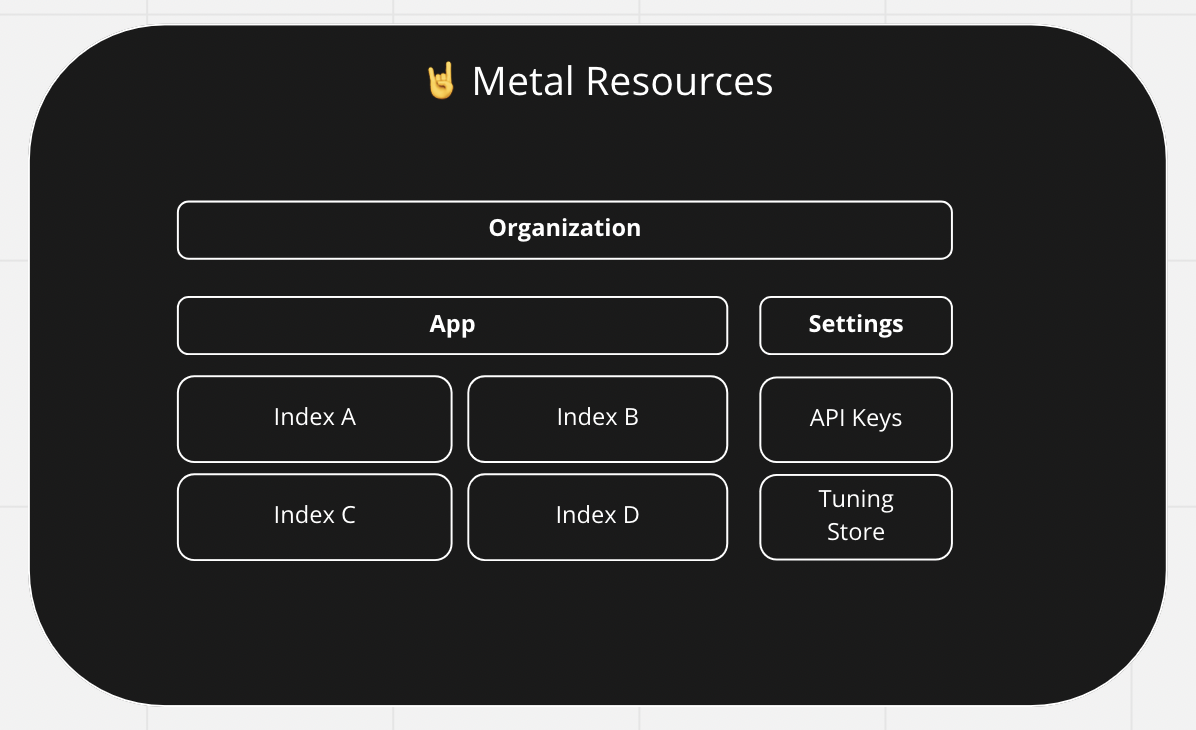 🤘 Metal Resources
Organization
App
Settings
Index A
Index B
API Keys
Index C
Index D
Tuning
Store